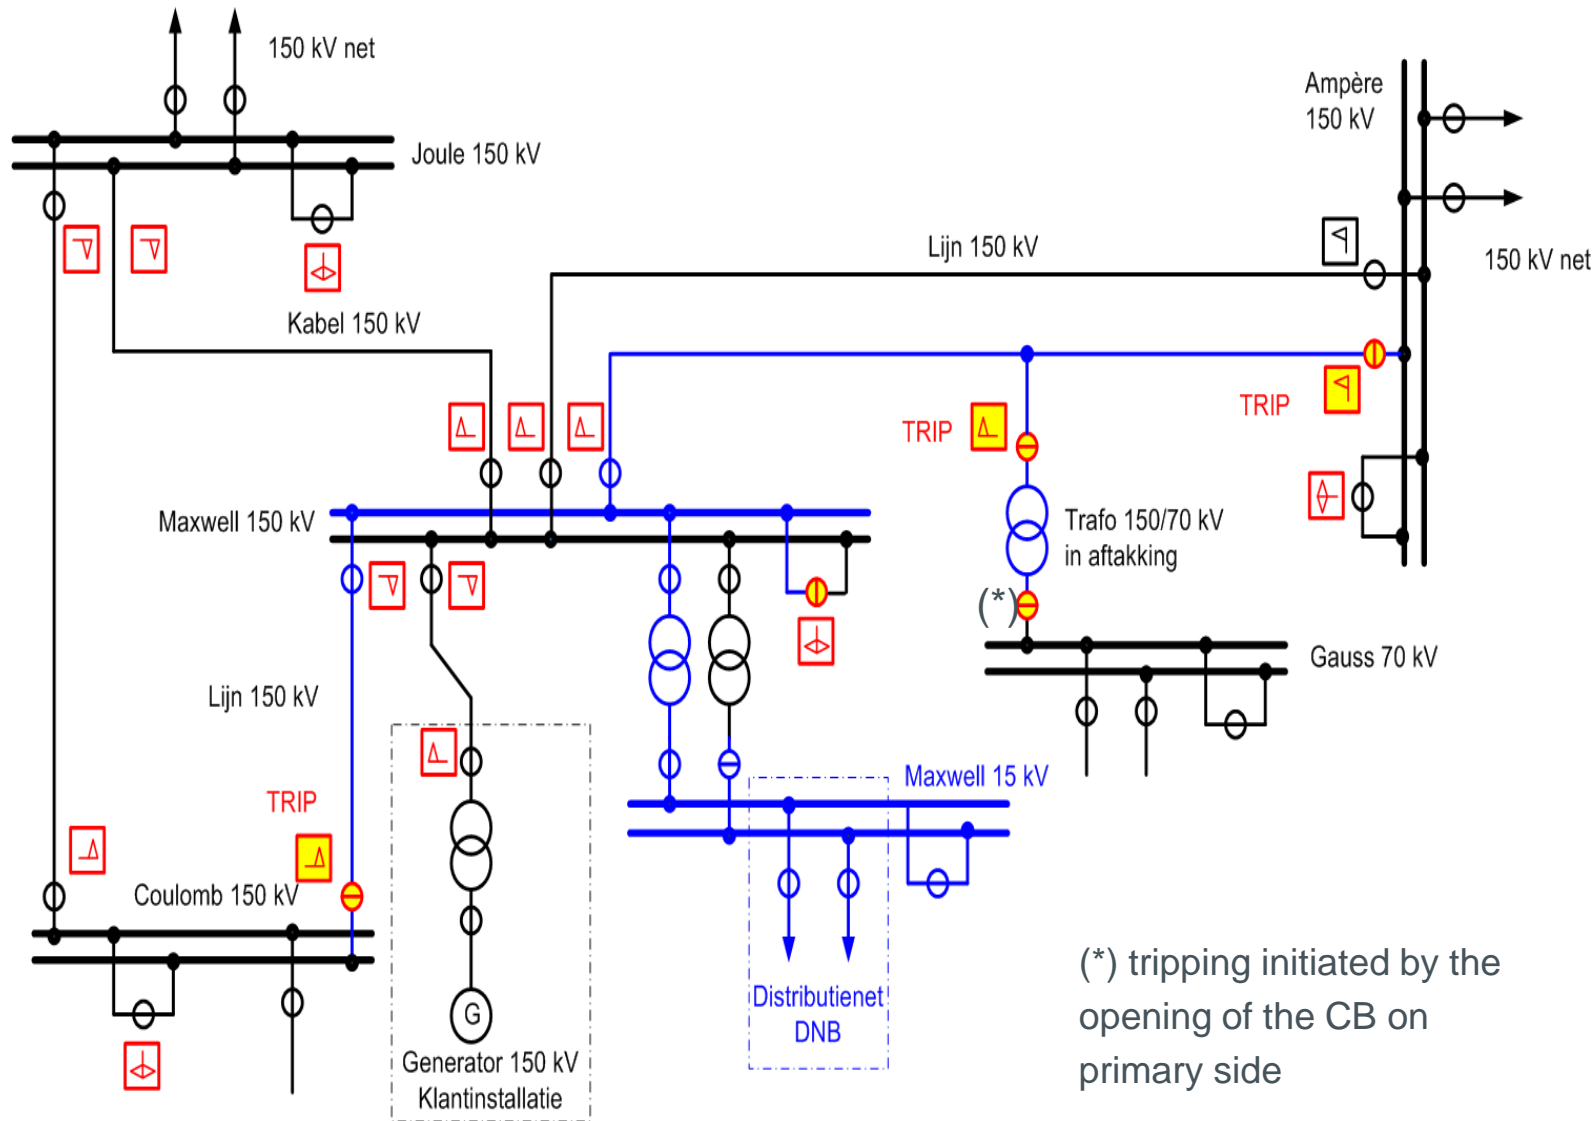 150 kV net
Ampère
150 kV
Joule 150 kV
Lijn 150 kV
150 kV net
Kabel 150 kV
TRIP
TRIP
Maxwell 150 kV
Trafo 150/70 kV
in aftakking
(*)
Gauss 70 kV
Lijn 150 kV
Maxwell 15 kV
TRIP
Coulomb 150 kV
G
Distributienet
DNB
Generator 150 kV
Klantinstallatie
(*) tripping initiated by the
opening of the CB on
primary side